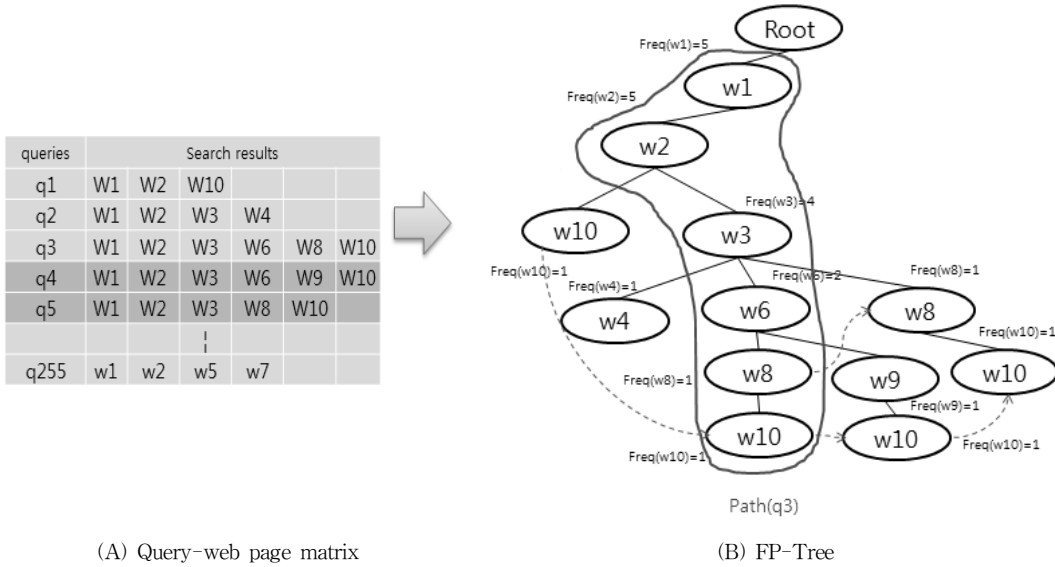 queries Search results
q1 W1 W2 W10
q2 W1 W2 W3 W4
q3 W1 W2 W3 W6 W8 W10
q4 W1 W2 W3 W6 W9 W10
q5 W1 W2 W3 W8 W10
q255 w1 w2 w5 w7
(A) Query-web page matrix
Root
Freq(w1)=5
w1
Freq(w2)=5
w2
Freq(w3)=4
w10
w3
Freq(w10)=1
Freq(w6)=2
Freq(w8)=1
Freq(w4)=1
w4
w6
w8
Freq(w10)=1
Freq(w8)=1
w8
w9
w10
Freq(w9)=1
w10
w10
Freq(w10)=1
Freq(w10)=1
Path(q3)
(B) FP-Tree